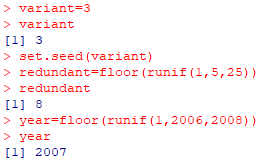 > variant=3
> variant
[1] 3
> set.seed(variant)
> redundant=floor(runif(1,5,25))
> redundant
[1] 8
> year=floor(runif(1,2006,2008))
> year
[1] 2007